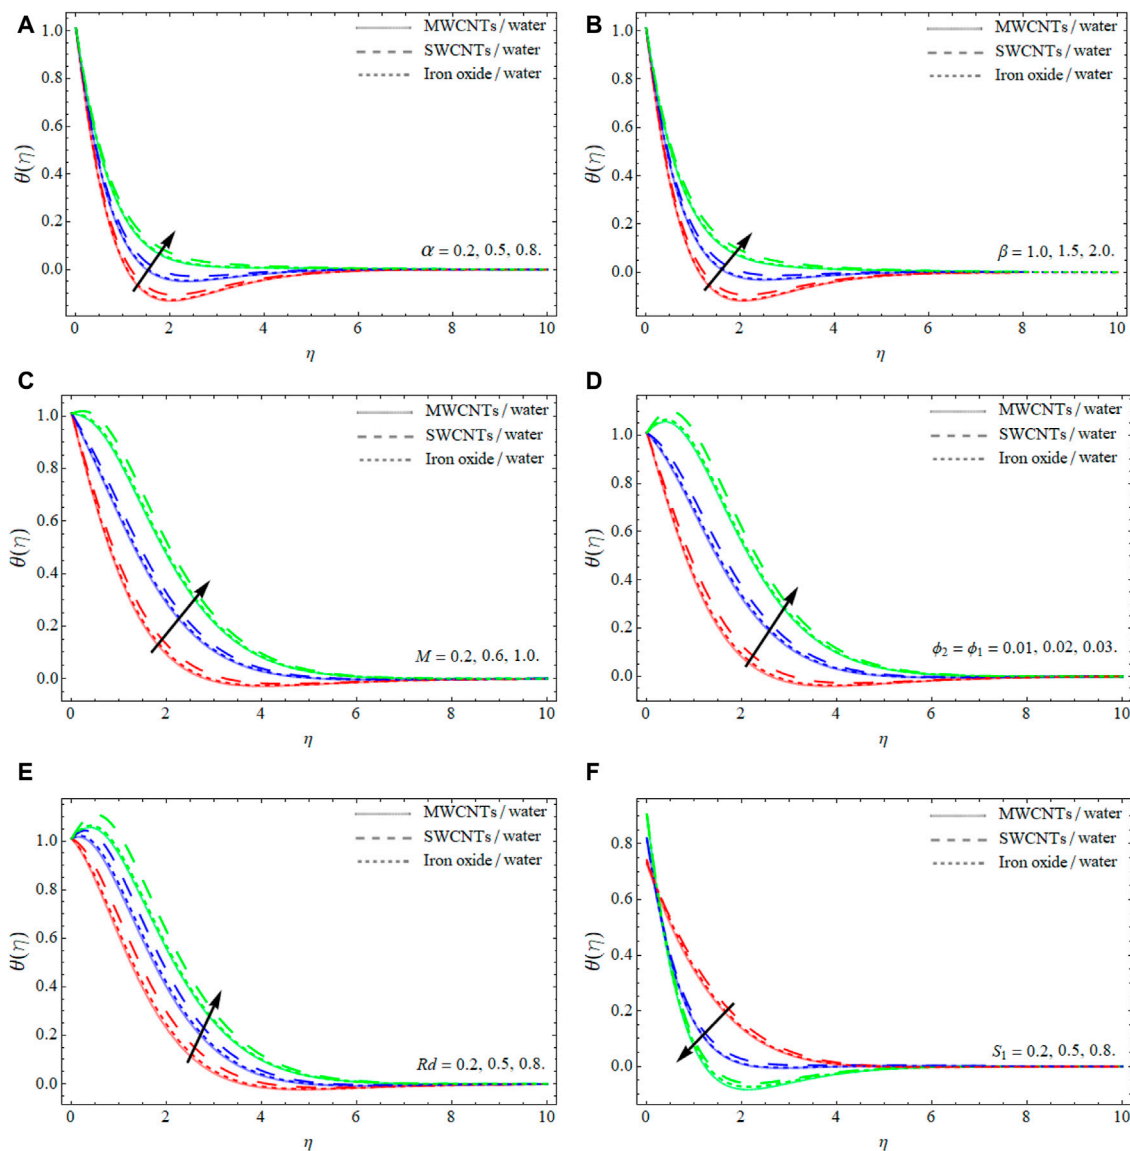 A
MWCNTs / water
SWCNTs / water
Iron oxide / water
1.0
0.8
0.6
0.4
0.2
0.0
θ(η)
α = 0.2, 0.5, 0.8.
0 2 4 6 8 10
η
B
MWCNTs / water
SWCNTs / water
Iron oxide / water
1.0
0.8
0.6
0.4
0.2
0.0
θ(η)
β = 1.0, 1.5, 2.0.
0 2 4 6 8 10
η
C
MWCNTs / water
SWCNTs / water
Iron oxide / water
1.0
0.8
0.6
0.4
0.2
0.0
θ(η)
M = 0.2, 0.6, 1.0.
0 2 4 6 8 10
η
D
MWCNTs / water
SWCNTs / water
Iron oxide / water
1.0
0.8
0.6
0.4
0.2
0.0
θ(η)
ϕ₂ = ϕ₁ = 0.01, 0.02, 0.03.
0 2 4 6 8 10
η
E
MWCNTs / water
SWCNTs / water
Iron oxide / water
1.0
0.8
0.6
0.4
0.2
0.0
θ(η)
Rd = 0.2, 0.5, 0.8.
0 2 4 6 8 10
η
F
MWCNTs / water
SWCNTs / water
Iron oxide / water
0.8
0.6
0.4
0.2
0.0
θ(η)
S₁ = 0.2, 0.5, 0.8.
0 2 4 6 8 10
η